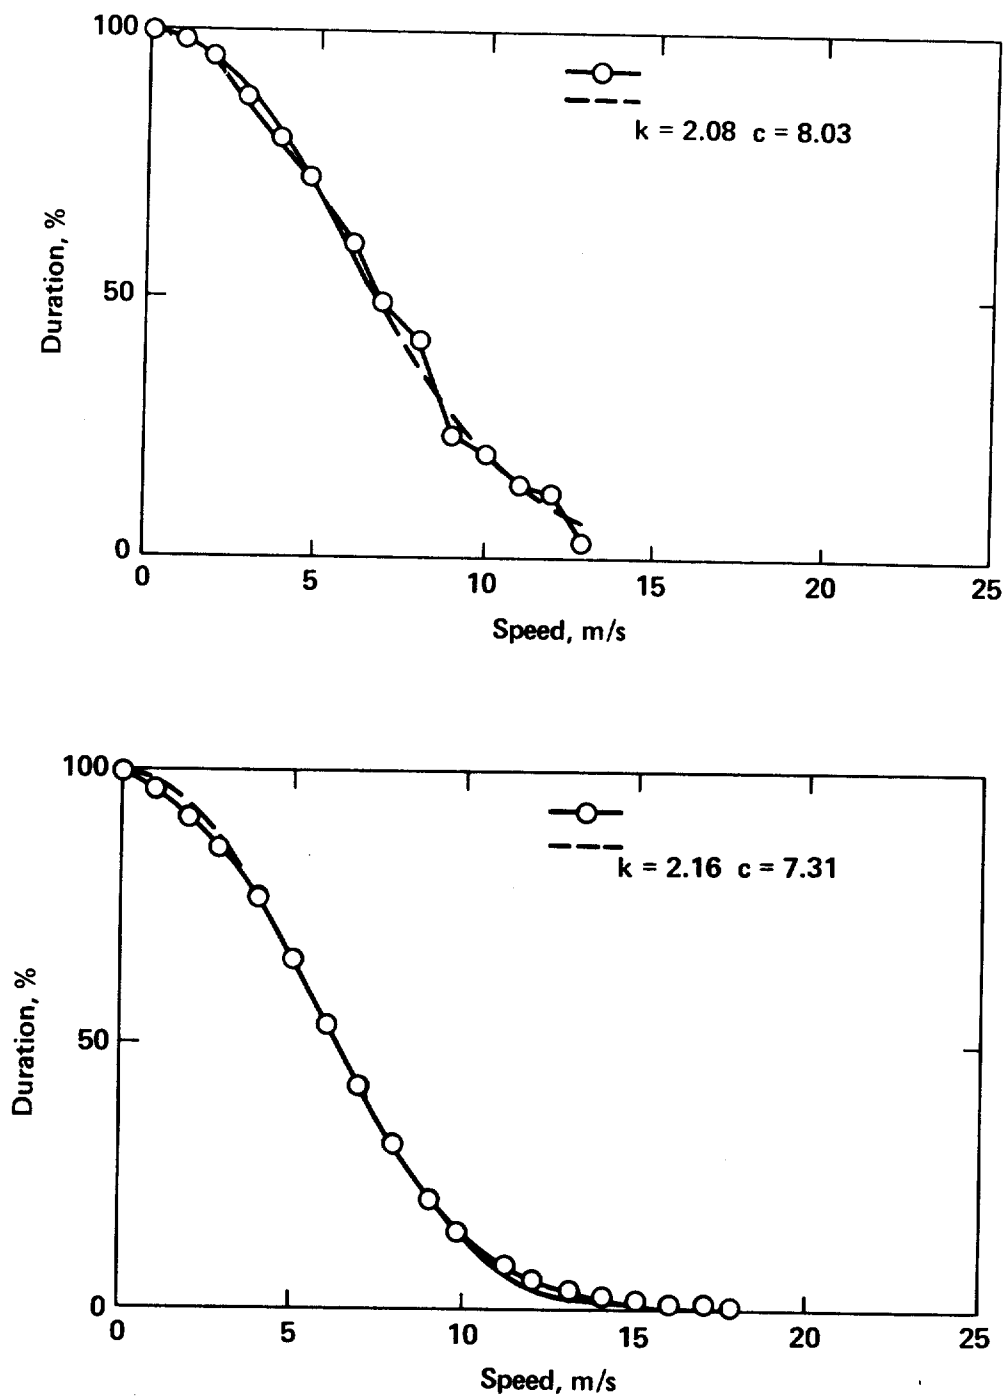 100
k = 2.08 c = 8.03
Duration, %
50
0
0 5 10 15 20 25
Speed, m/s
100
k = 2.16 c = 7.31
Duration, %
50
0
0 5 10 15 20 25
Speed, m/s